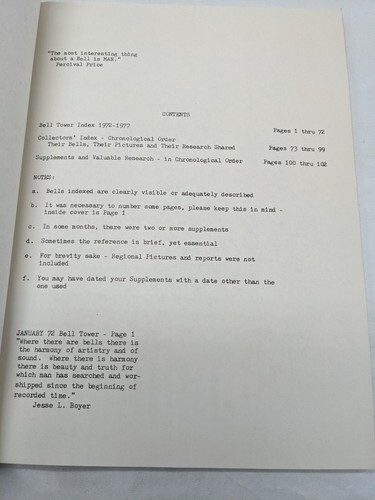 "The most interesting thing
about a Bell is MAN."
Percival Price
CONTENTS
Bell Tower Index 1972-1977 Pages 1 thru 72
Collectors' Index - Chronological Order
Their Bells, Their Pictures and Their Research Shared Pages 73 thru 99
Supplements and Valuable Research - in Chronological Order Pages 100 thru 102
NOTES:
a. Bells indexed are clearly visible or adequately described
b. It was necessary to number some pages, please keep this in mind -
inside cover is Page 1
c. In some months, there were two or more supplements
d. Sometimes the reference is brief, yet essential
e. For brevity sake - Regional Pictures and reports were not
included
f. You may have dated your Supplements with a date other than the
one used
JANUARY 72 Bell Tower - Page 1
"Where there are bells there is
the harmony of artistry and of
sound. Where there is harmony
there is beauty and truth for
which man has searched and wor-
shipped since the beginning of
recorded time."
Jesse L. Boyer